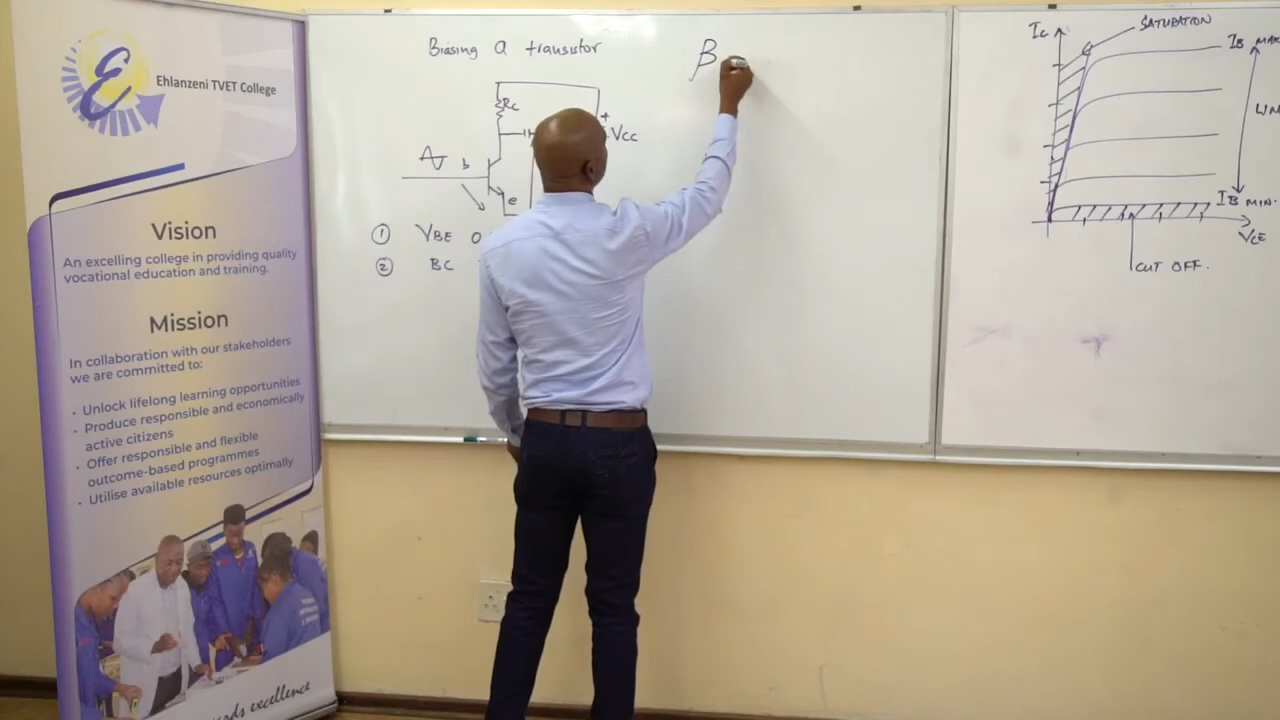 E
Ehlanzeni TVET College
Vision
An excelling college in providing quality
vocational education and training.
Mission
In collaboration with our stakeholders
we are committed to:
• Unlock lifelong learning opportunities
• Produce responsible and economically
active citizens
• Offer responsible and flexible
outcome-based programmes
• Utilise available resources optimally
excellence
Biasing a transistor
Rc
+
VCC
b
e
① VBE
② BC
β
Ic
SATURATION
IB MAX
LIN
IB MIN.
VCE
CUT OFF.